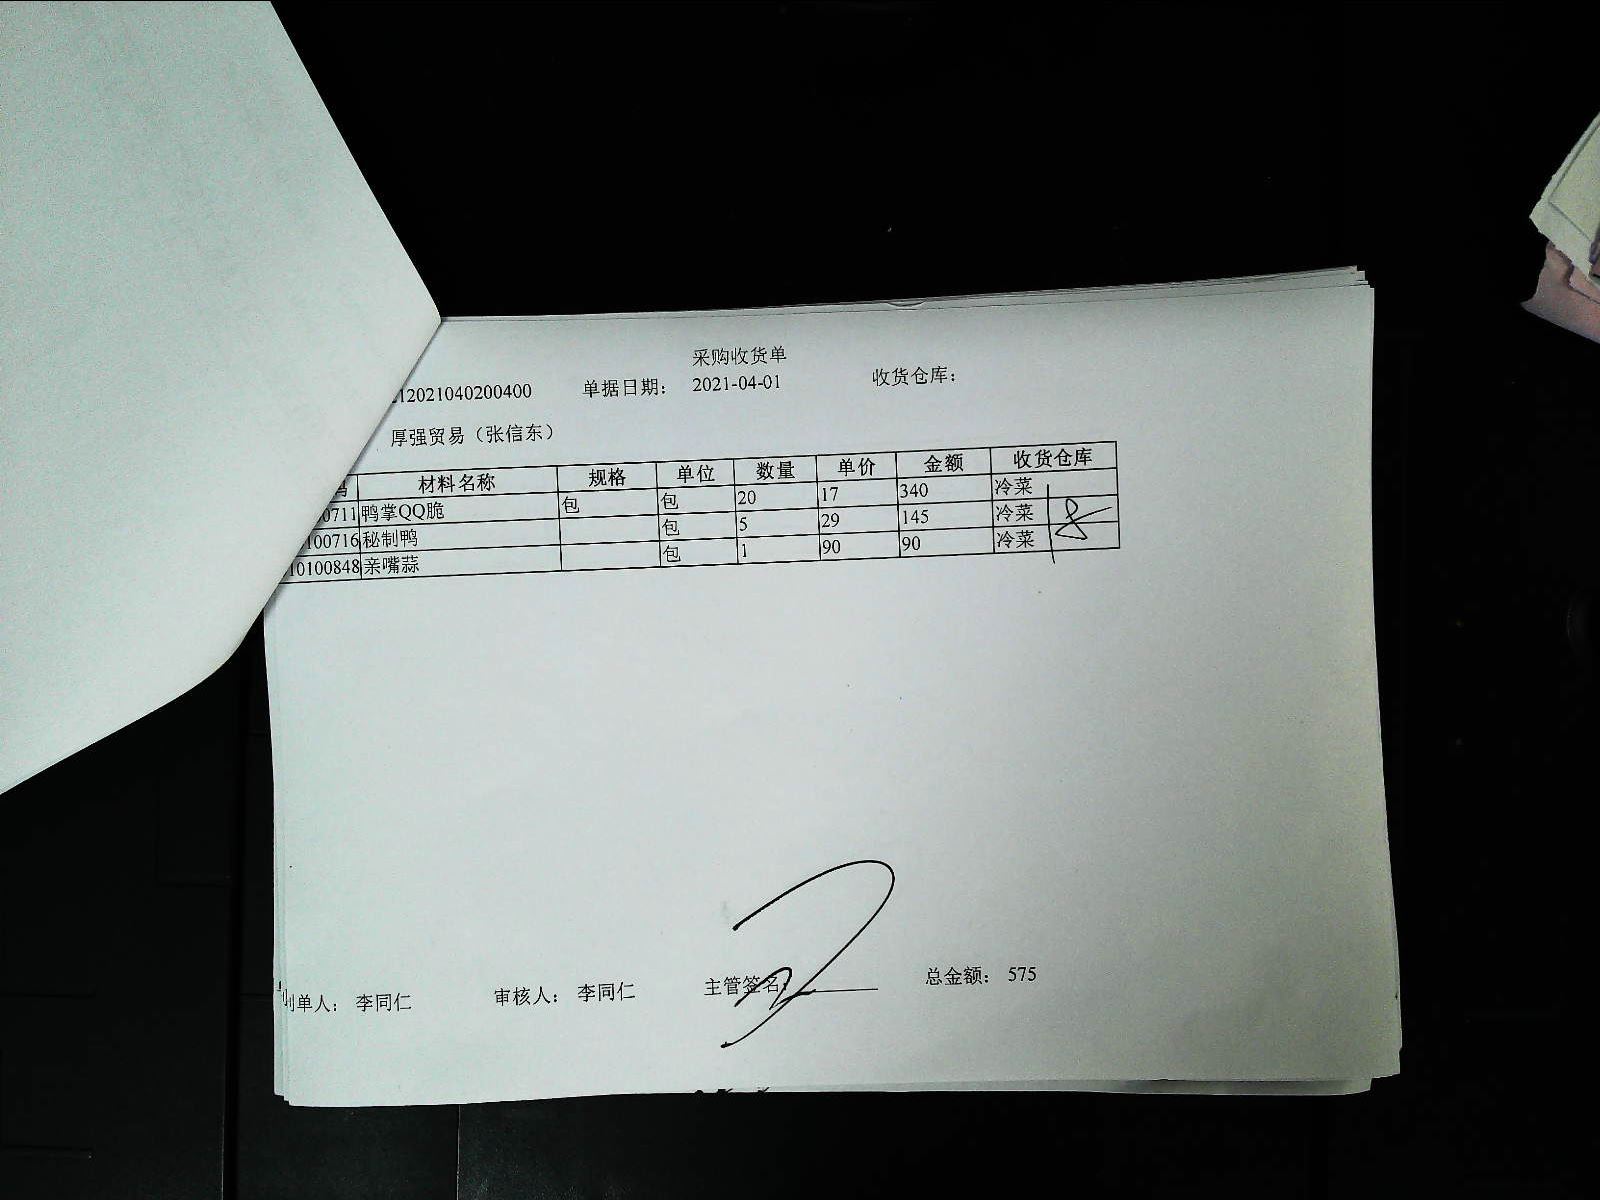 采购收货单
12021040200400 单据日期： 2021-04-01 收货仓库：
厚强贸易（张信东）
码 材料名称 规格 单位 数量 单价 金额 收货仓库
0711 鸭掌QQ脆 包 包 20 17 340 冷菜
100716 秘制鸭 包 5 29 145 冷菜
10100848 亲嘴蒜 包 1 90 90 冷菜
制单人： 李同仁 审核人： 李同仁 主管签名： 总金额： 575